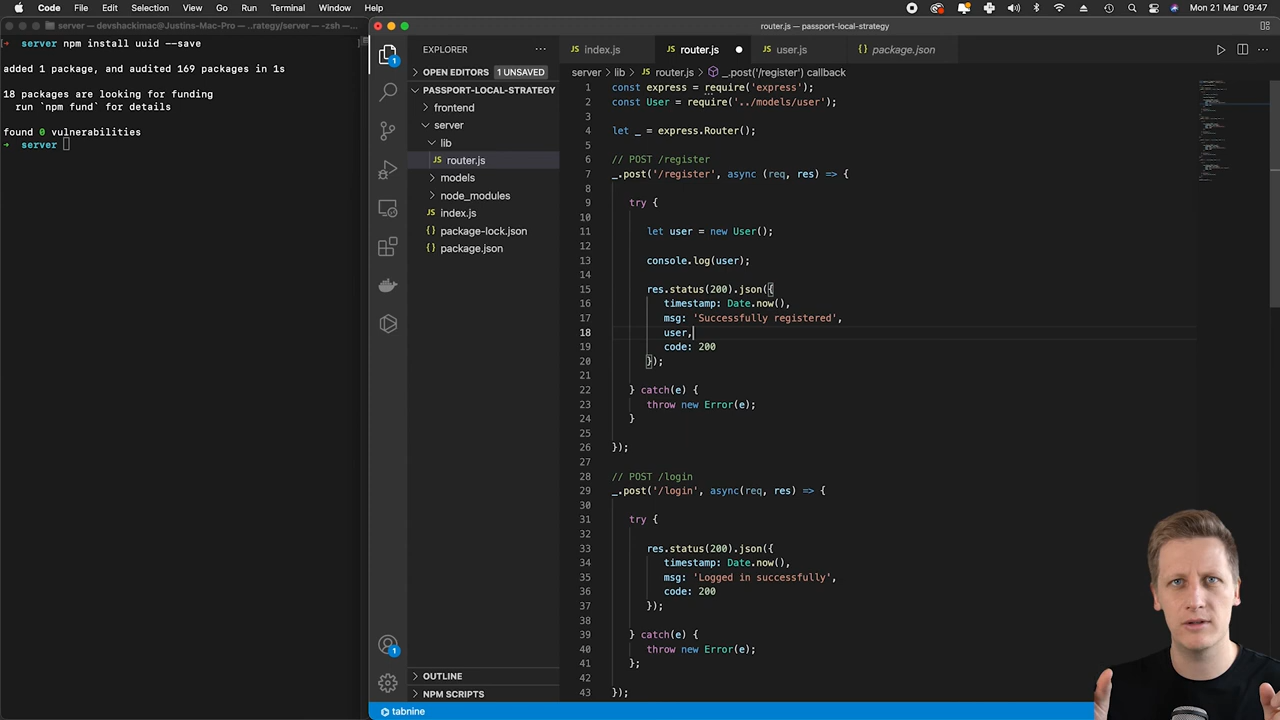 Code File Edit Selection View Go Run Terminal Window Help Mon 21 Mar 09:47
server — devshackimac@Justins-Mac-Pro — ..rategy/server — -zsh — ...
→ server npm install uuid --save
added 1 package, and audited 169 packages in 1s
18 packages are looking for funding
run `npm fund` for details
found 0 vulnerabilities
→ server
router.js — passport-local-strategy
EXPLORER ...
OPEN EDITORS 1 UNSAVED
PASSPORT-LOCAL-STRATEGY
frontend
server
lib
JS router.js
models
node_modules
JS index.js
{} package-lock.json
{} package.json
OUTLINE
NPM SCRIPTS
1
1
tabnine
JS index.js JS router.js JS user.js JS package.json
server > lib > JS router.js > _.post('/register') callback
1 const express = require('express');
2 const User = require('../models/user');
3
4 let _ = express.Router();
5
6 // POST /register
7 _.post('/register', async (req, res) => {
8
9 try {
10
11 let user = new User();
12
13 console.log(user);
14
15 res.status(200).json({
16 timestamp: Date.now(),
17 msg: 'Successfully registered',
18 user,
19 code: 200
20 });
21
22 } catch(e) {
23 throw new Error(e);
24 }
25
26 });
27
28 // POST /login
29 _.post('/login', async(req, res) => {
30
31 try {
32
33 res.status(200).json({
34 timestamp: Date.now(),
35 msg: 'Logged in successfully',
36 code: 200
37 });
38
39 } catch(e) {
40 throw new Error(e);
41 };
42
43 });